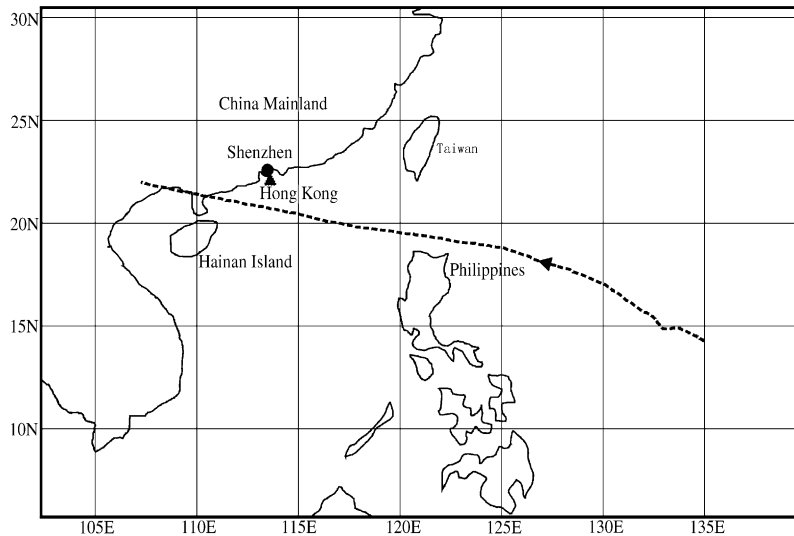 30N
China Mainland
25N
Taiwan
Shenzhen
Hong Kong
20N
Hainan Island
Philippines
15N
10N
105E 110E 115E 120E 125E 130E 135E